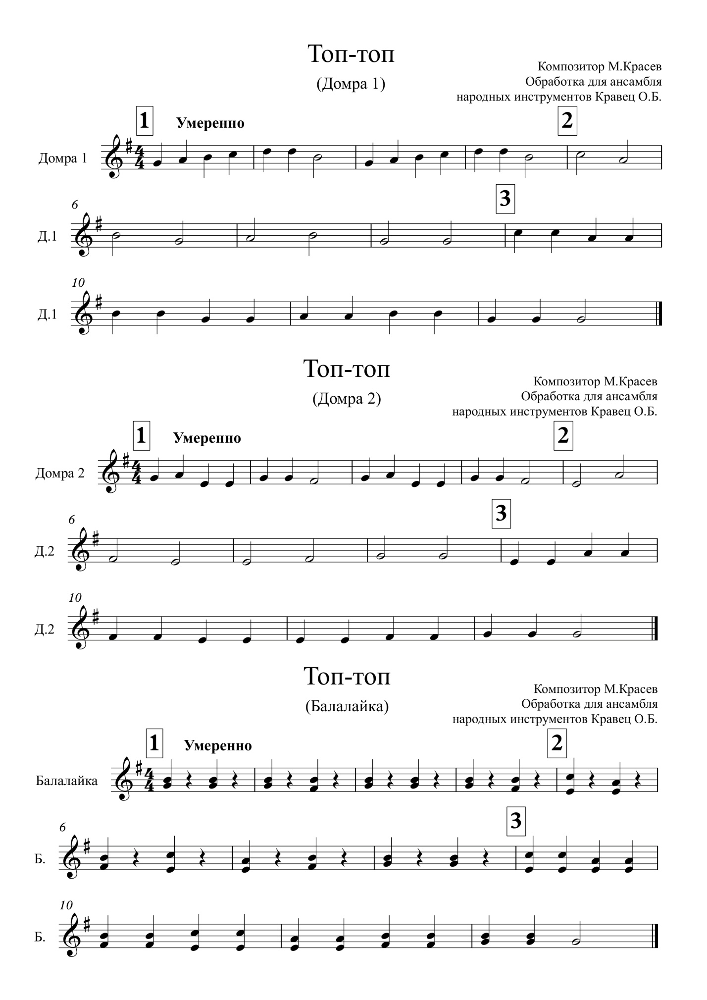 Топ-топ
(Домра 1)
Композитор М.Красев
Обработка для ансамбля
народных инструментов Кравец О.Б.
1 Умеренно 2
Домра 1
6 3
Д.1
10
Д.1
Топ-топ
(Домра 2)
Композитор М.Красев
Обработка для ансамбля
народных инструментов Кравец О.Б.
1 Умеренно 2
Домра 2
6 3
Д.2
10
Д.2
Топ-топ
(Балалайка)
Композитор М.Красев
Обработка для ансамбля
народных инструментов Кравец О.Б.
1 Умеренно 2
Балалайка
6 3
Б.
10
Б.